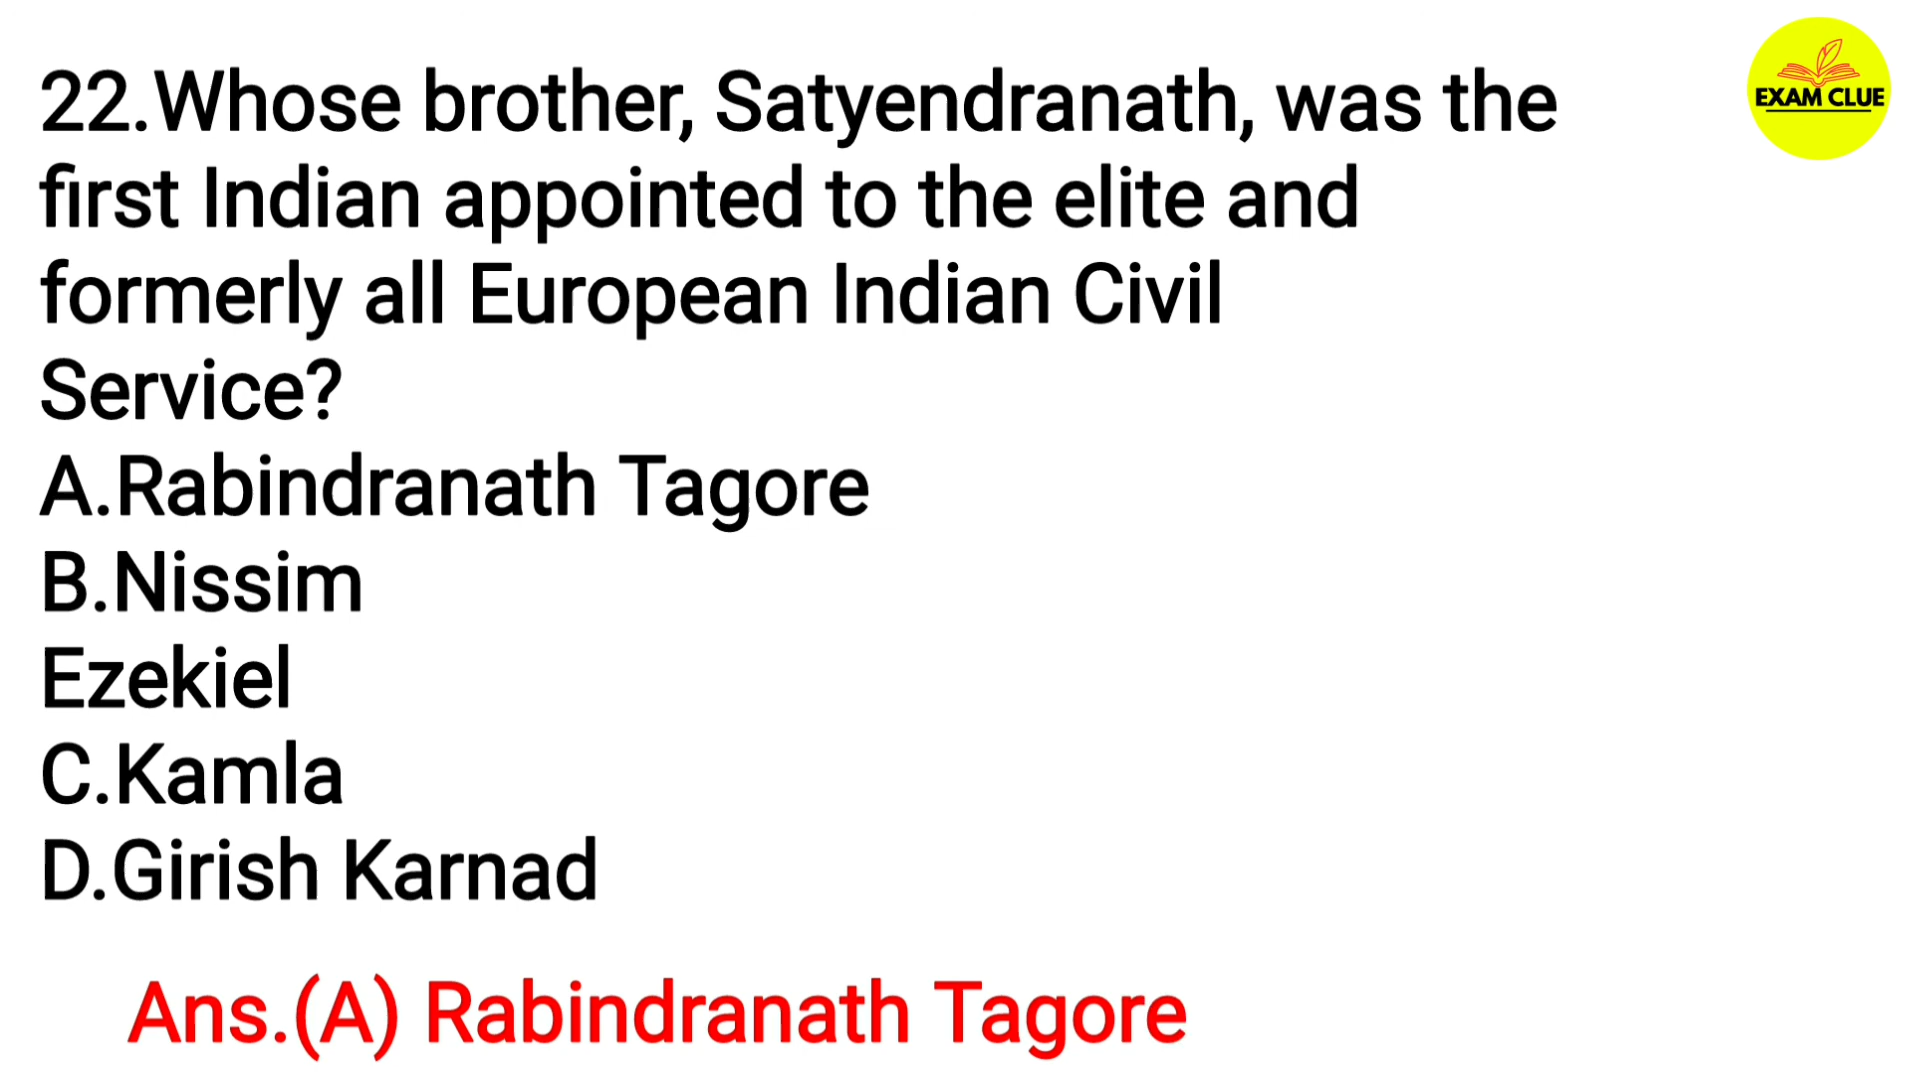 22.Whose brother, Satyendranath, was the
first Indian appointed to the elite and
formerly all European Indian Civil
Service?
A.Rabindranath Tagore
B.Nissim
Ezekiel
C.Kamla
D.Girish Karnad
Ans.(A) Rabindranath Tagore
EXAM CLUE